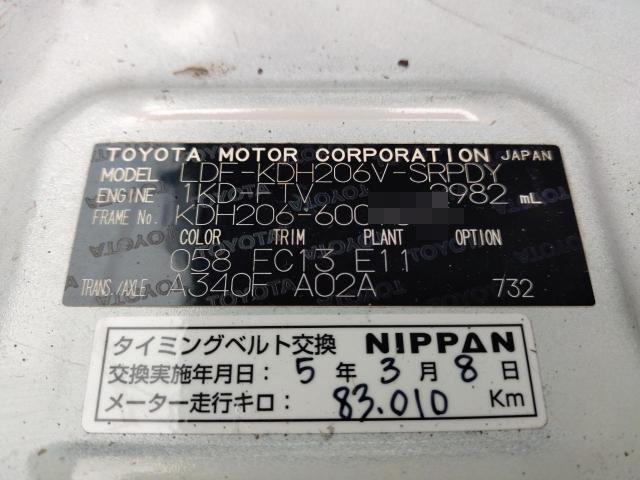 TOYOTA MOTOR CORPORATION JAPAN
MODEL LDF-KDH206V-SRPDY
ENGINE 1KD-FTV 2982 mL
FRAME No. KDH206-600
COLOR TRIM PLANT OPTION
058 FC13 E11
TRANS./AXLE A340F A02A 732
タイミングベルト交換 NIPPAN
交換実施年月日: 5 年 3 月 8 日
メーター走行キロ: 83.010 Km